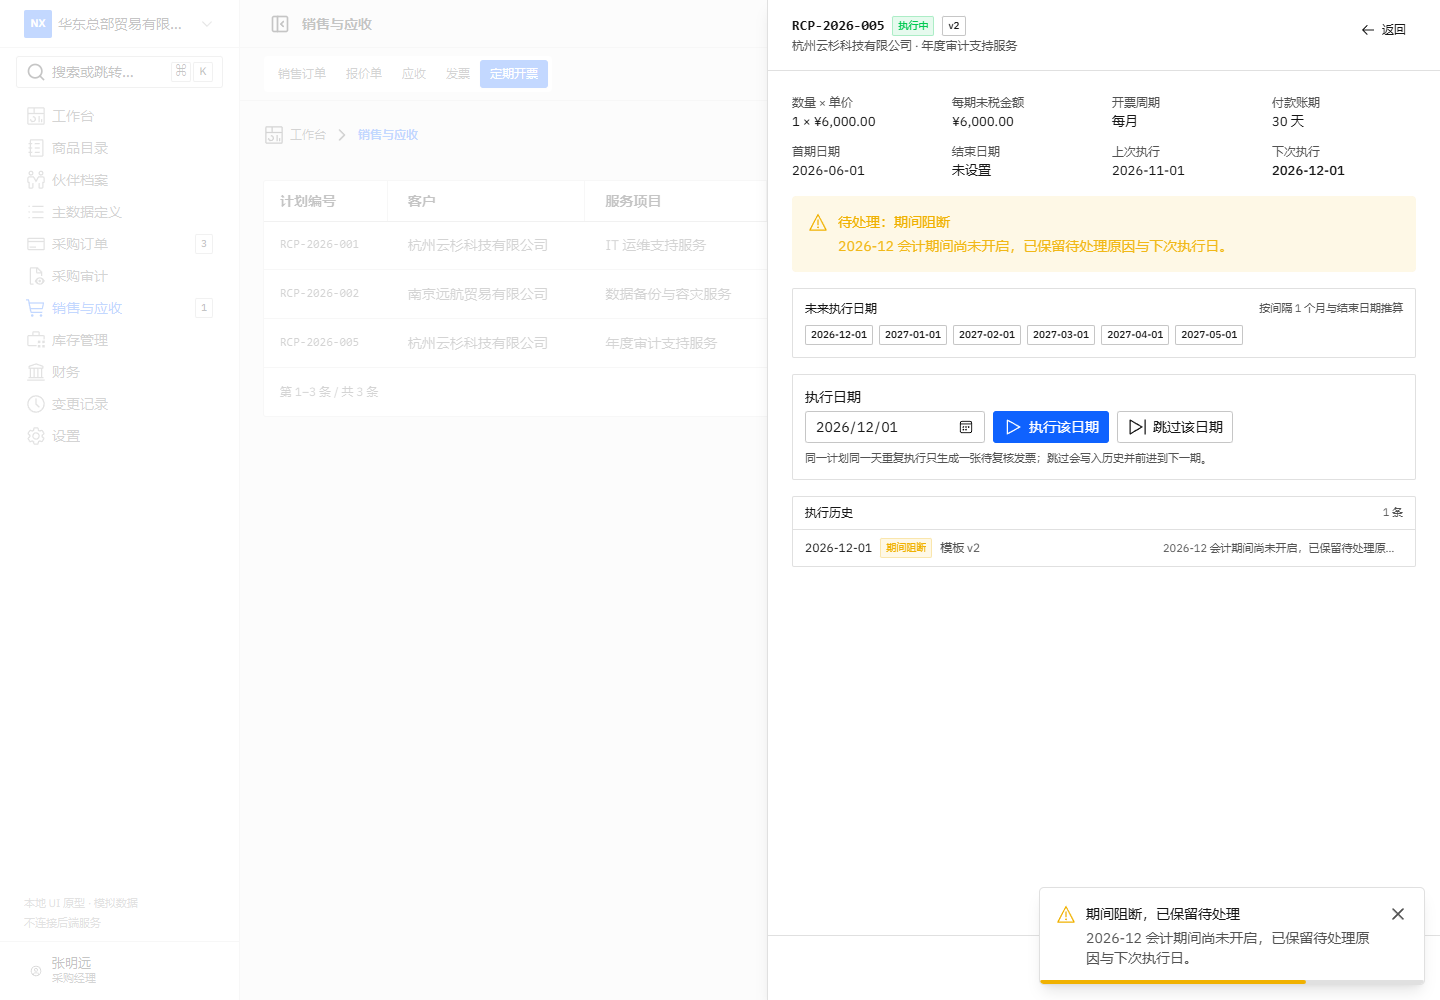 NX 华东总部贸易有限...
搜索或跳转... ⌘ K
工作台
商品目录
伙伴档案
主数据定义
采购订单 3
采购审计
销售与应收 1
库存管理
财务
变更记录
设置
本地 UI 原型 · 模拟数据
不连接后端服务
张明远
采购经理
销售与应收
销售订单 报价单 应收 发票 定期开票
工作台 销售与应收
计划编号 客户 服务项目
RCP-2026-001 杭州云杉科技有限公司 IT 运维支持服务
RCP-2026-002 南京远航贸易有限公司 数据备份与容灾服务
RCP-2026-005 杭州云杉科技有限公司 年度审计支持服务
第 1–3 条 / 共 3 条
RCP-2026-005 执行中 v2
杭州云杉科技有限公司 · 年度审计支持服务
返回
数量 × 单价 每期未税金额 开票周期 付款账期
1 × ¥6,000.00 ¥6,000.00 每月 30 天
首期日期 结束日期 上次执行 下次执行
2026-06-01 未设置 2026-11-01 2026-12-01
待处理：期间阻断
2026-12 会计期间尚未开启，已保留待处理原因与下次执行日。
未来执行日期 按间隔 1 个月与结束日期推算
2026-12-01 2027-01-01 2027-02-01 2027-03-01 2027-04-01 2027-05-01
执行日期
2026/12/01 执行该日期 跳过该日期
同一计划同一天重复执行只生成一张待复核发票；跳过会写入历史并前进到下一期。
执行历史 1 条
2026-12-01 期间阻断 模板 v2 2026-12 会计期间尚未开启，已保留待处理原...
期间阻断，已保留待处理
2026-12 会计期间尚未开启，已保留待处理原
因与下次执行日。